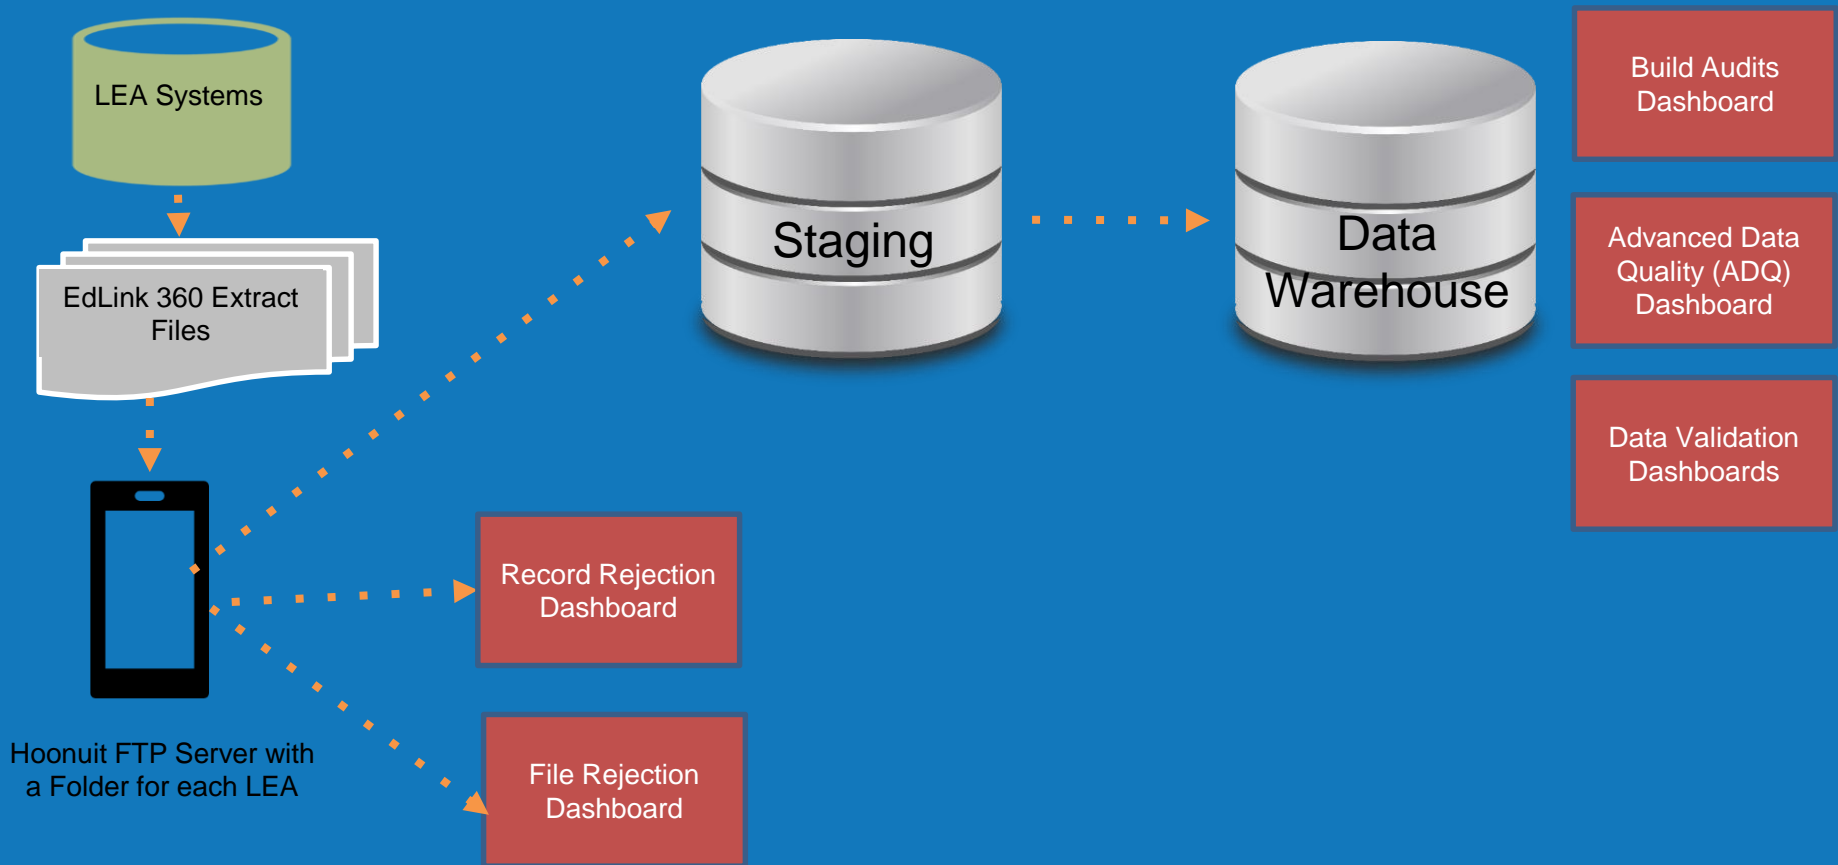 LEA Systems
EdLink 360 Extract
Files
Hoonuit FTP Server with
a Folder for each LEA
Staging
Data
Warehouse
Record Rejection
Dashboard
File Rejection
Dashboard
Build Audits
Dashboard
Advanced Data
Quality (ADQ)
Dashboard
Data Validation
Dashboards